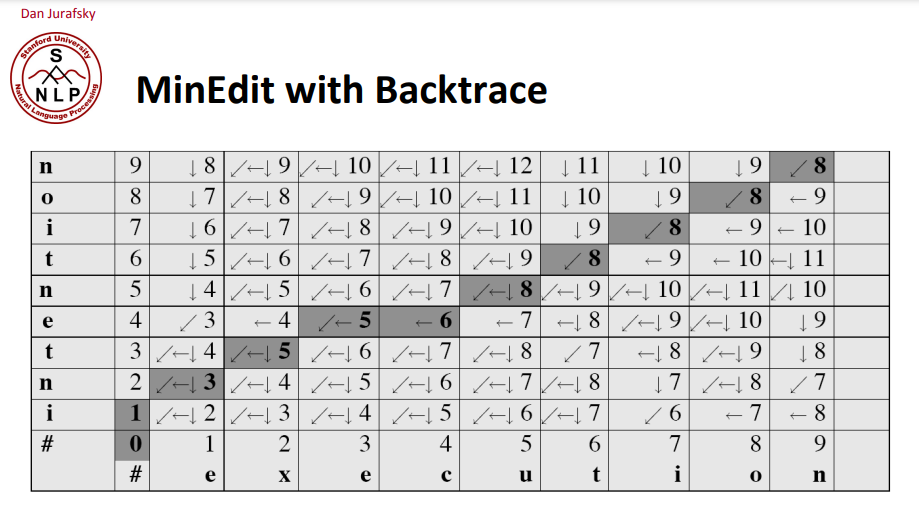 Dan Jurafsky
Stanford University
S
NLP
Natural Language Processing
MinEdit with Backtrace
n 9 ↓ 8 ↙←↓ 9 ↙←↓ 10 ↙←↓ 11 ↙←↓ 12 ↓ 11 ↓ 10 ↓ 9 ↙ 8
o 8 ↓ 7 ↙←↓ 8 ↙←↓ 9 ↙←↓ 10 ↙←↓ 11 ↓ 10 ↓ 9 ↙ 8 ← 9
i 7 ↓ 6 ↙←↓ 7 ↙←↓ 8 ↙←↓ 9 ↙←↓ 10 ↓ 9 ↙ 8 ← 9 ← 10
t 6 ↓ 5 ↙←↓ 6 ↙←↓ 7 ↙←↓ 8 ↙←↓ 9 ↙ 8 ← 9 ← 10 ←↓ 11
n 5 ↓ 4 ↙←↓ 5 ↙←↓ 6 ↙←↓ 7 ↙←↓ 8 ↙←↓ 9 ↙←↓ 10 ↙←↓ 11 ↙↓ 10
e 4 ↙ 3 ← 4 ↙← 5 ← 6 ← 7 ←↓ 8 ↙←↓ 9 ↙←↓ 10 ↓ 9
t 3 ↙←↓ 4 ↙←↓ 5 ↙←↓ 6 ↙←↓ 7 ↙←↓ 8 ↙ 7 ←↓ 8 ↙←↓ 9 ↓ 8
n 2 ↙←↓ 3 ↙←↓ 4 ↙←↓ 5 ↙←↓ 6 ↙←↓ 7 ↙←↓ 8 ↓ 7 ↙←↓ 8 ↙ 7
i 1 ↙←↓ 2 ↙←↓ 3 ↙←↓ 4 ↙←↓ 5 ↙←↓ 6 ↙←↓ 7 ↙ 6 ← 7 ← 8
# 0 1 2 3 4 5 6 7 8 9
# e x e c u t i o n